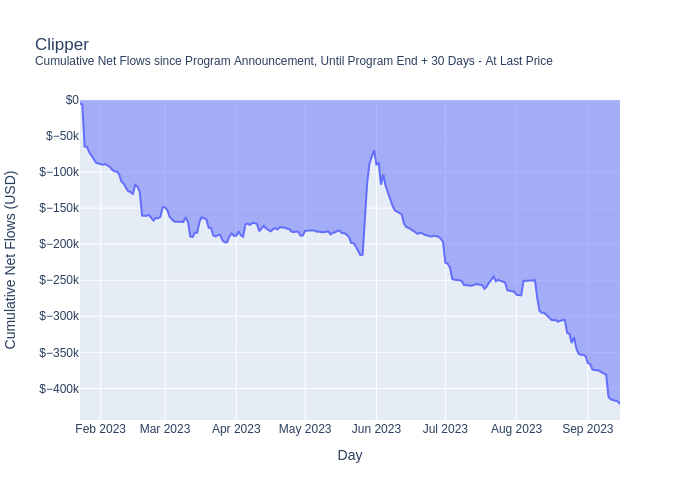 Clipper
Cumulative Net Flows since Program Announcement, Until Program End + 30 Days - At Last Price
$0
$−50k
$−100k
$−150k
$−200k
$−250k
$−300k
$−350k
$−400k
Cumulative Net Flows (USD)
Feb 2023 Mar 2023 Apr 2023 May 2023 Jun 2023 Jul 2023 Aug 2023 Sep 2023
Day